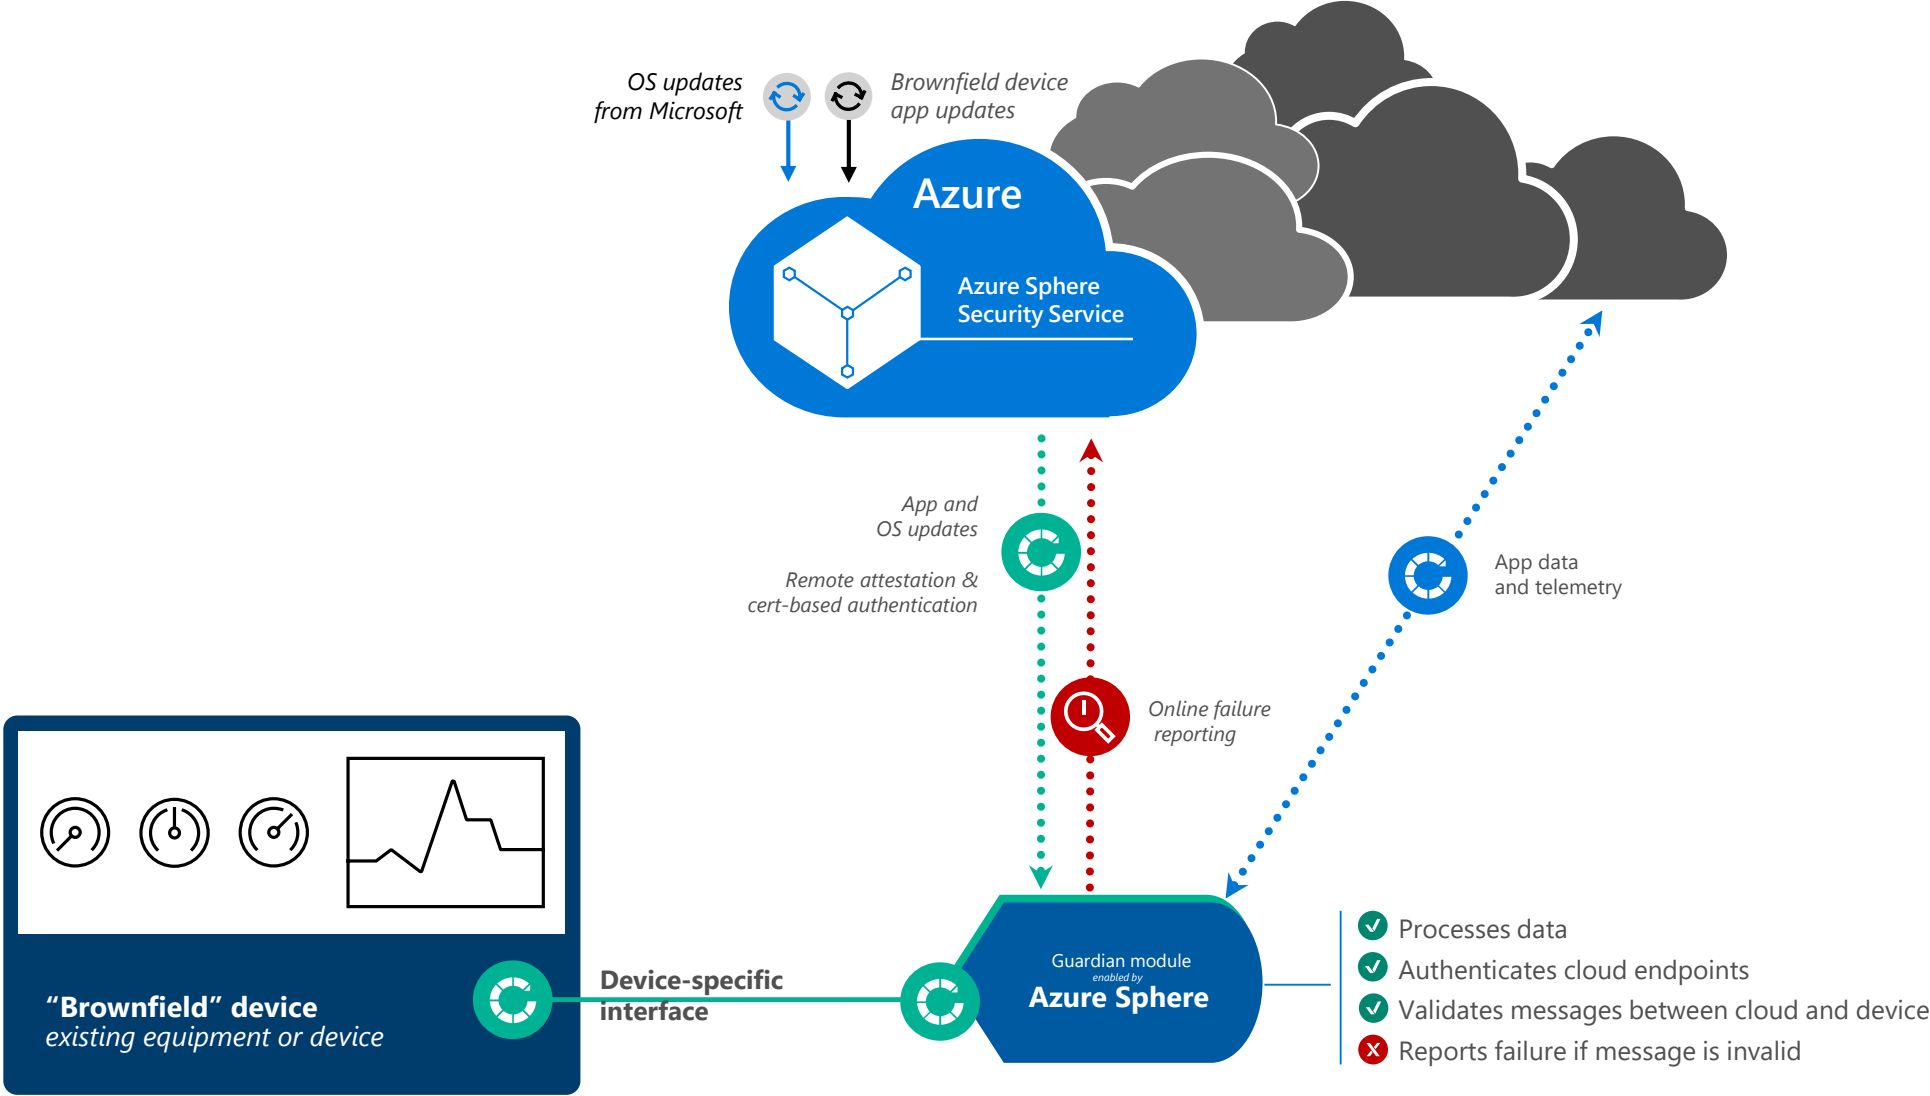 OS updates
from Microsoft
Brownfield device
app updates
Azure
Azure Sphere
Security Service
App and
OS updates
Remote attestation &
cert-based authentication
App data
and telemetry
Online failure
reporting
“Brownfield” device
existing equipment or device
Device-specific
interface
Guardian module
enabled by
Azure Sphere
Processes data
Authenticates cloud endpoints
Validates messages between cloud and device
Reports failure if message is invalid